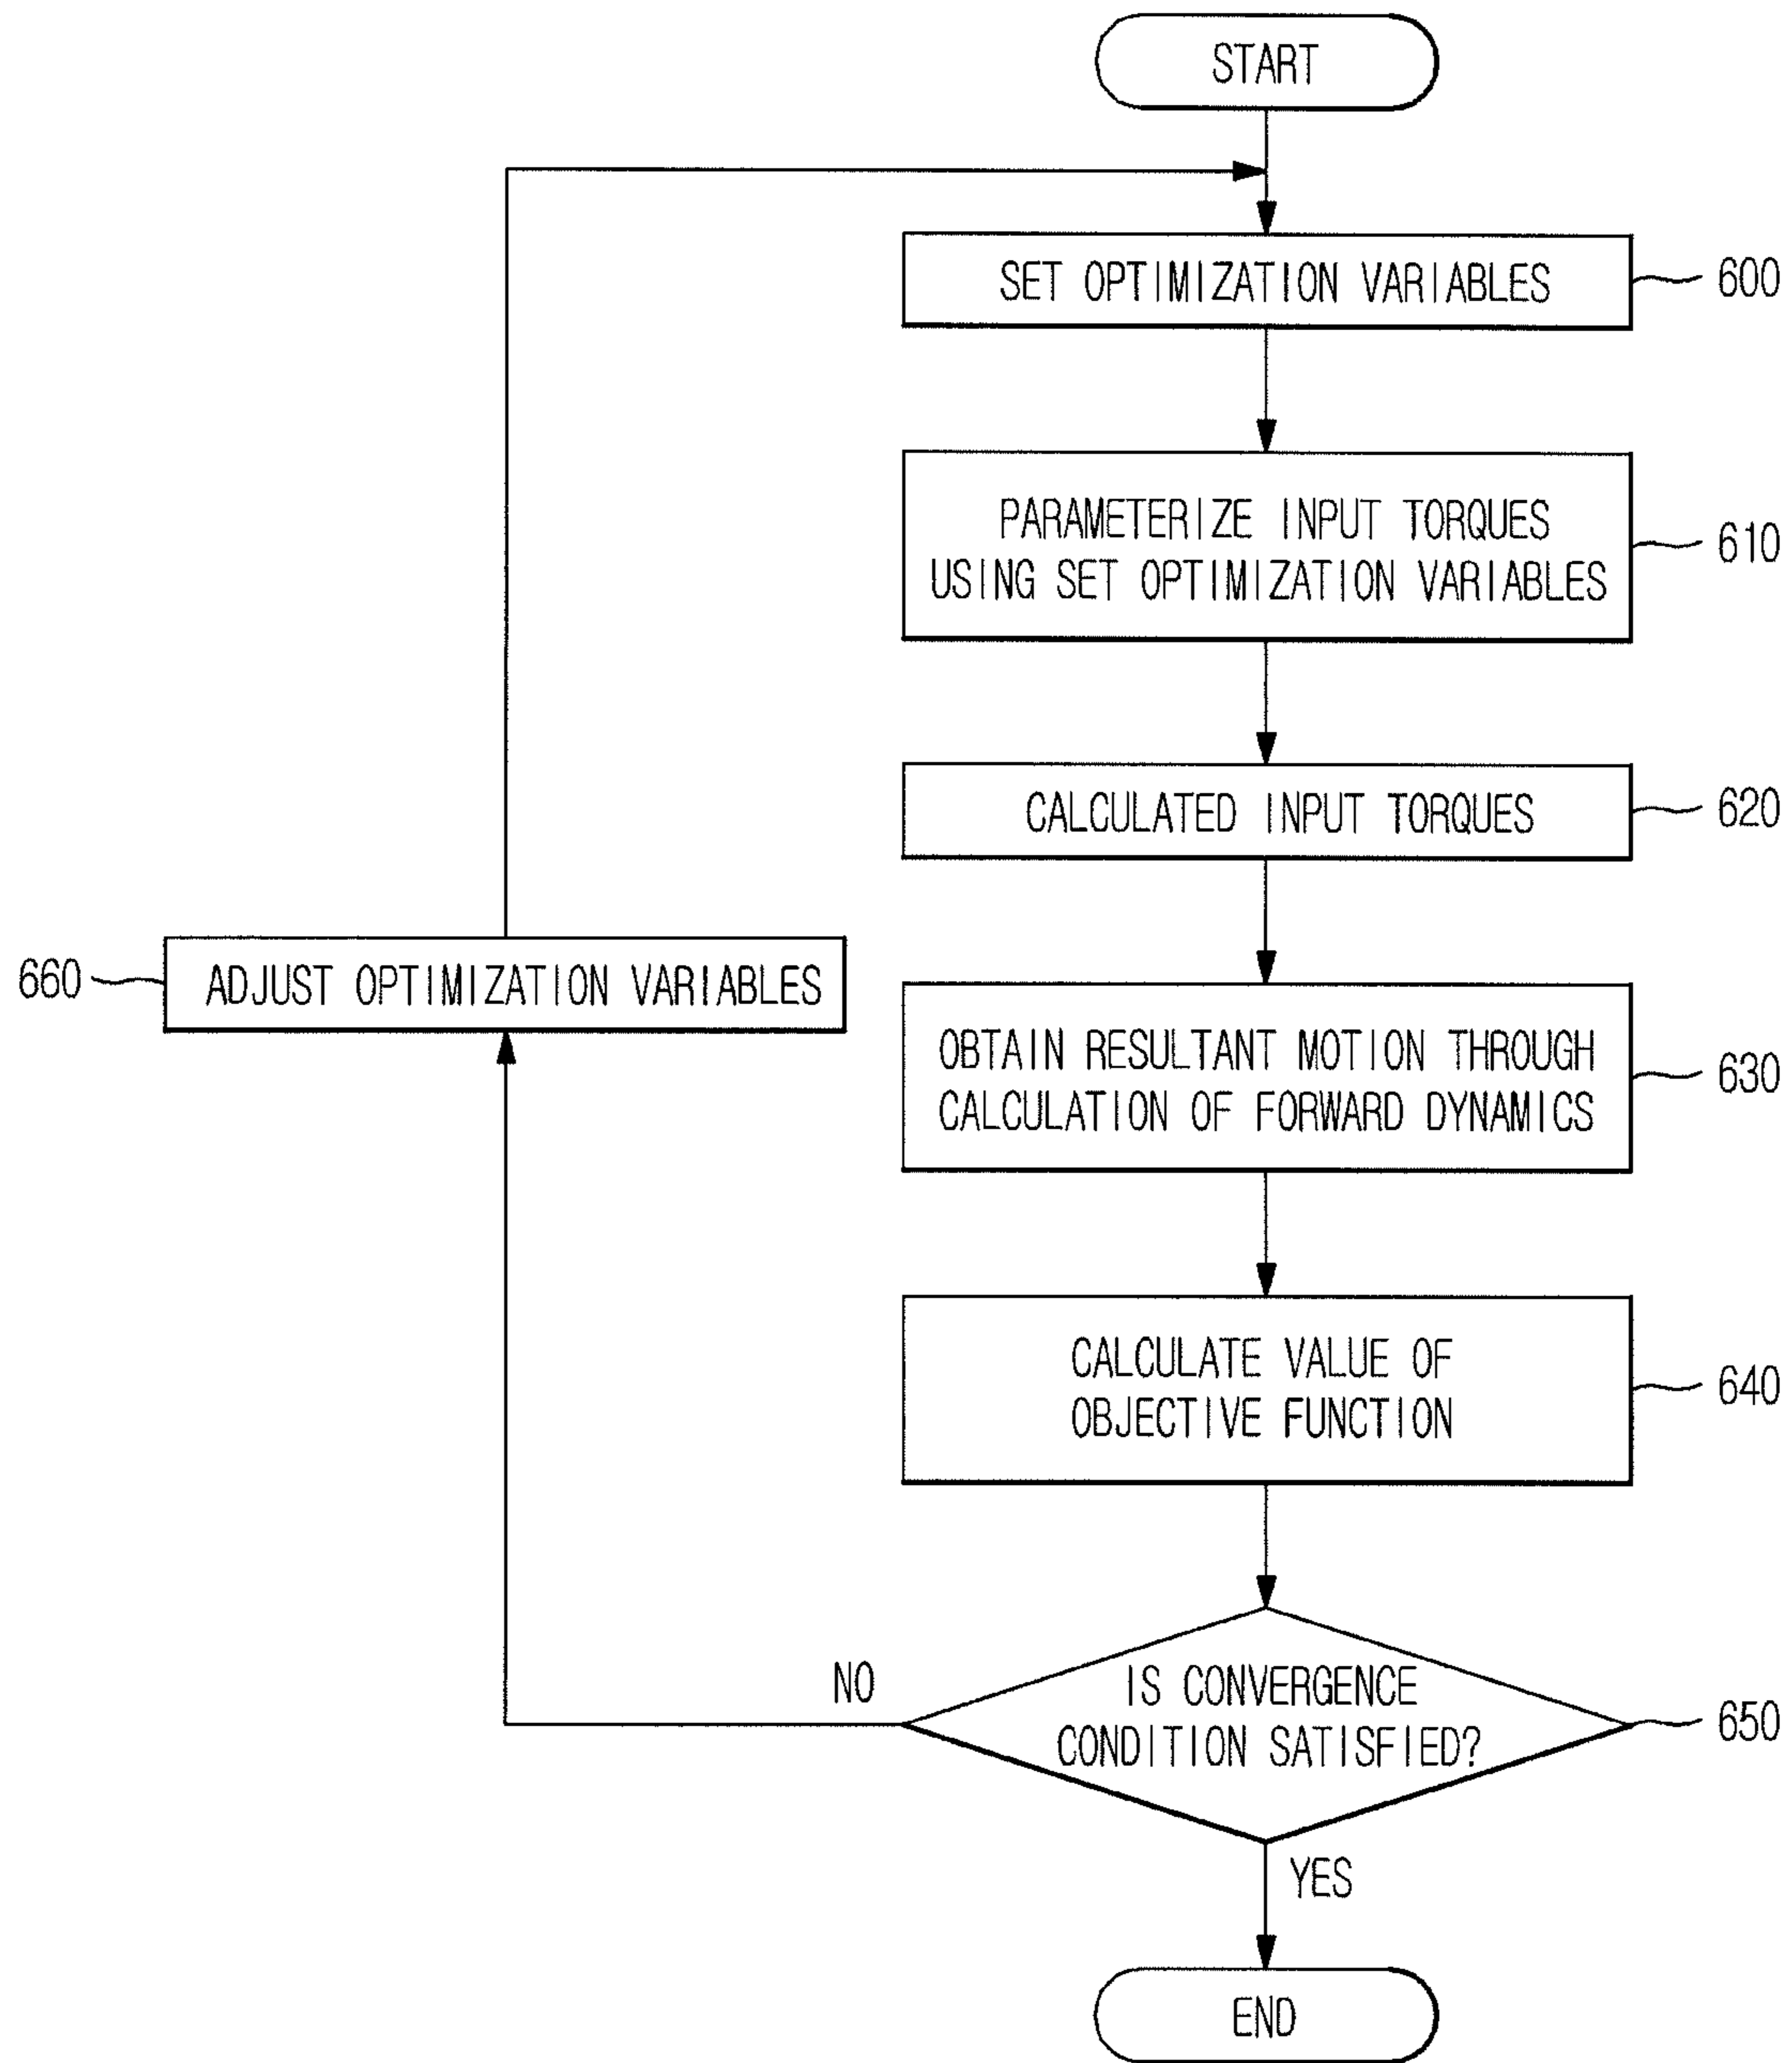 START
SET OPTIMIZATION VARIABLES
600
PARAMETERIZE INPUT TORQUES
USING SET OPTIMIZATION VARIABLES
610
CALCULATED INPUT TORQUES
620
660
ADJUST OPTIMIZATION VARIABLES
OBTAIN RESULTANT MOTION THROUGH
CALCULATION OF FORWARD DYNAMICS
630
CALCULATE VALUE OF
OBJECTIVE FUNCTION
640
NO
IS CONVERGENCE
CONDITION SATISFIED?
650
YES
END